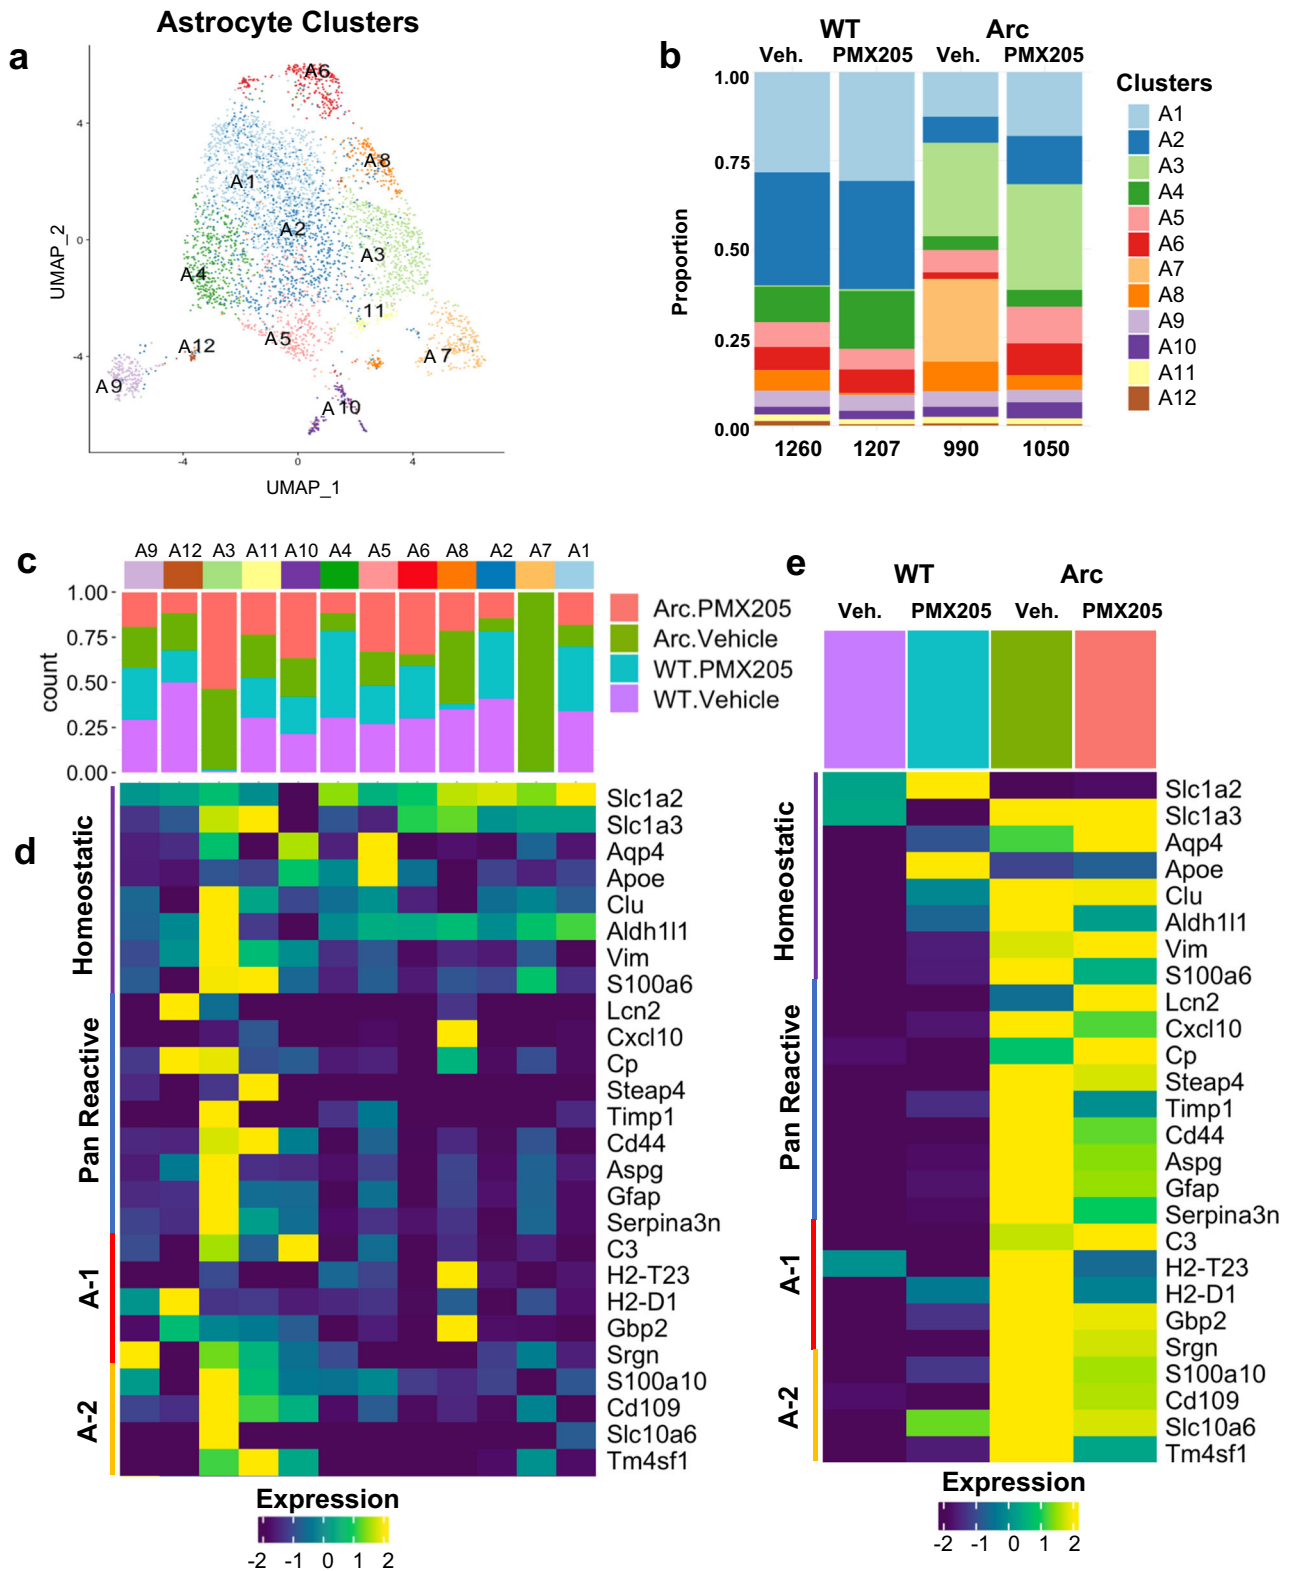 Astrocyte Clusters
a
A6
A8
A1
A2
A3
A4
11
A5
A12
A7
A9
A10
4
0
-4
-4
0
4
UMAP_2
UMAP_1
b
WT
Arc
Veh.
PMX205
Veh.
PMX205
1.00
0.75
0.50
0.25
0.00
Proportion
1260
1207
990
1050
Clusters
A1
A2
A3
A4
A5
A6
A7
A8
A9
A10
A11
A12
c
A9 A12 A3 A11 A10 A4 A5 A6 A8 A2 A7 A1
1.00
0.75
0.50
0.25
0.00
count
Arc.PMX205
Arc.Vehicle
WT.PMX205
WT.Vehicle
d
Homeostatic
Pan Reactive
A-1
A-2
Slc1a2
Slc1a3
Aqp4
Apoe
Clu
Aldh1l1
Vim
S100a6
Lcn2
Cxcl10
Cp
Steap4
Timp1
Cd44
Aspg
Gfap
Serpina3n
C3
H2-T23
H2-D1
Gbp2
Srgn
S100a10
Cd109
Slc10a6
Tm4sf1
Expression
-2 -1 0 1 2
e
WT
Arc
Veh.
PMX205
Veh.
PMX205
Homeostatic
Pan Reactive
A-1
A-2
Slc1a2
Slc1a3
Aqp4
Apoe
Clu
Aldh1l1
Vim
S100a6
Lcn2
Cxcl10
Cp
Steap4
Timp1
Cd44
Aspg
Gfap
Serpina3n
C3
H2-T23
H2-D1
Gbp2
Srgn
S100a10
Cd109
Slc10a6
Tm4sf1
Expression
-2 -1 0 1 2